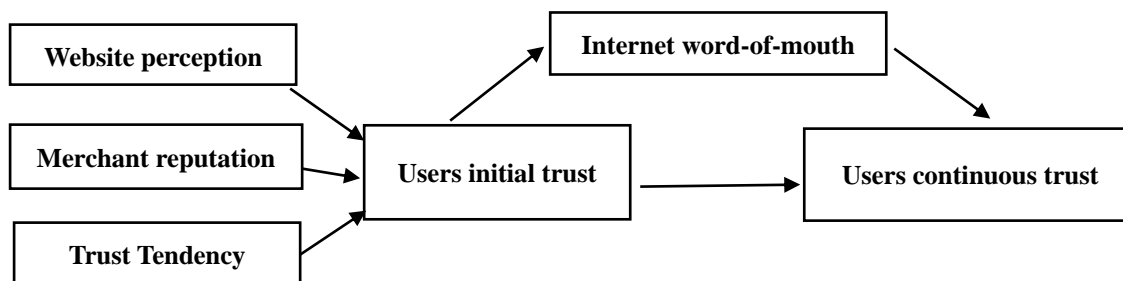 Website perception
Internet word-of-mouth
Merchant reputation
Users initial trust
Users continuous trust
Trust Tendency